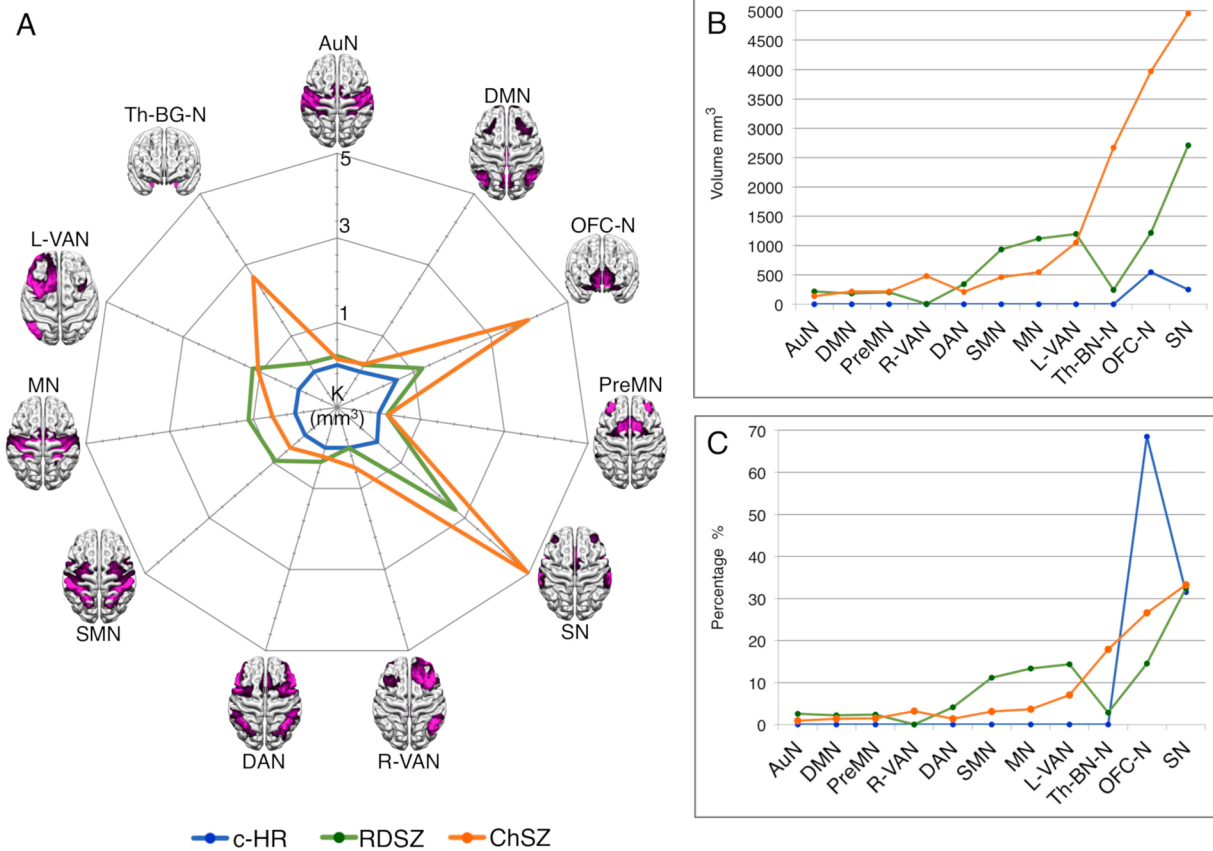 A
AuN
DMN
OFC-N
PreMN
SN
R-VAN
DAN
SMN
MN
L-VAN
Th-BG-N
5
3
1
K
(mm³)
c-HR RDSZ ChSZ
B
Volume mm³
5000
4500
4000
3500
3000
2500
2000
1500
1000
500
0
AuN DMN PreMN R-VAN DAN SMN MN L-VAN Th-BN-N OFC-N SN
C
Percentage %
70
60
50
40
30
20
10
0
AuN DMN PreMN R-VAN DAN SMN MN L-VAN Th-BN-N OFC-N SN